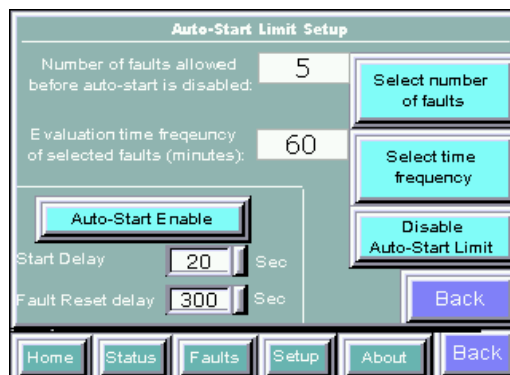 Auto-Start Limit Setup
Number of faults allowed
before auto-start is disabled:
5
Select number
of faults
Evaluation time freqeuncy
of selected faults (minutes):
60
Select time
frequency
Auto-Start Enable
Disable
Auto-Start Limit
Start Delay
20
Sec
Fault Reset delay
300
Sec
Back
Home
Status
Faults
Setup
About
Back